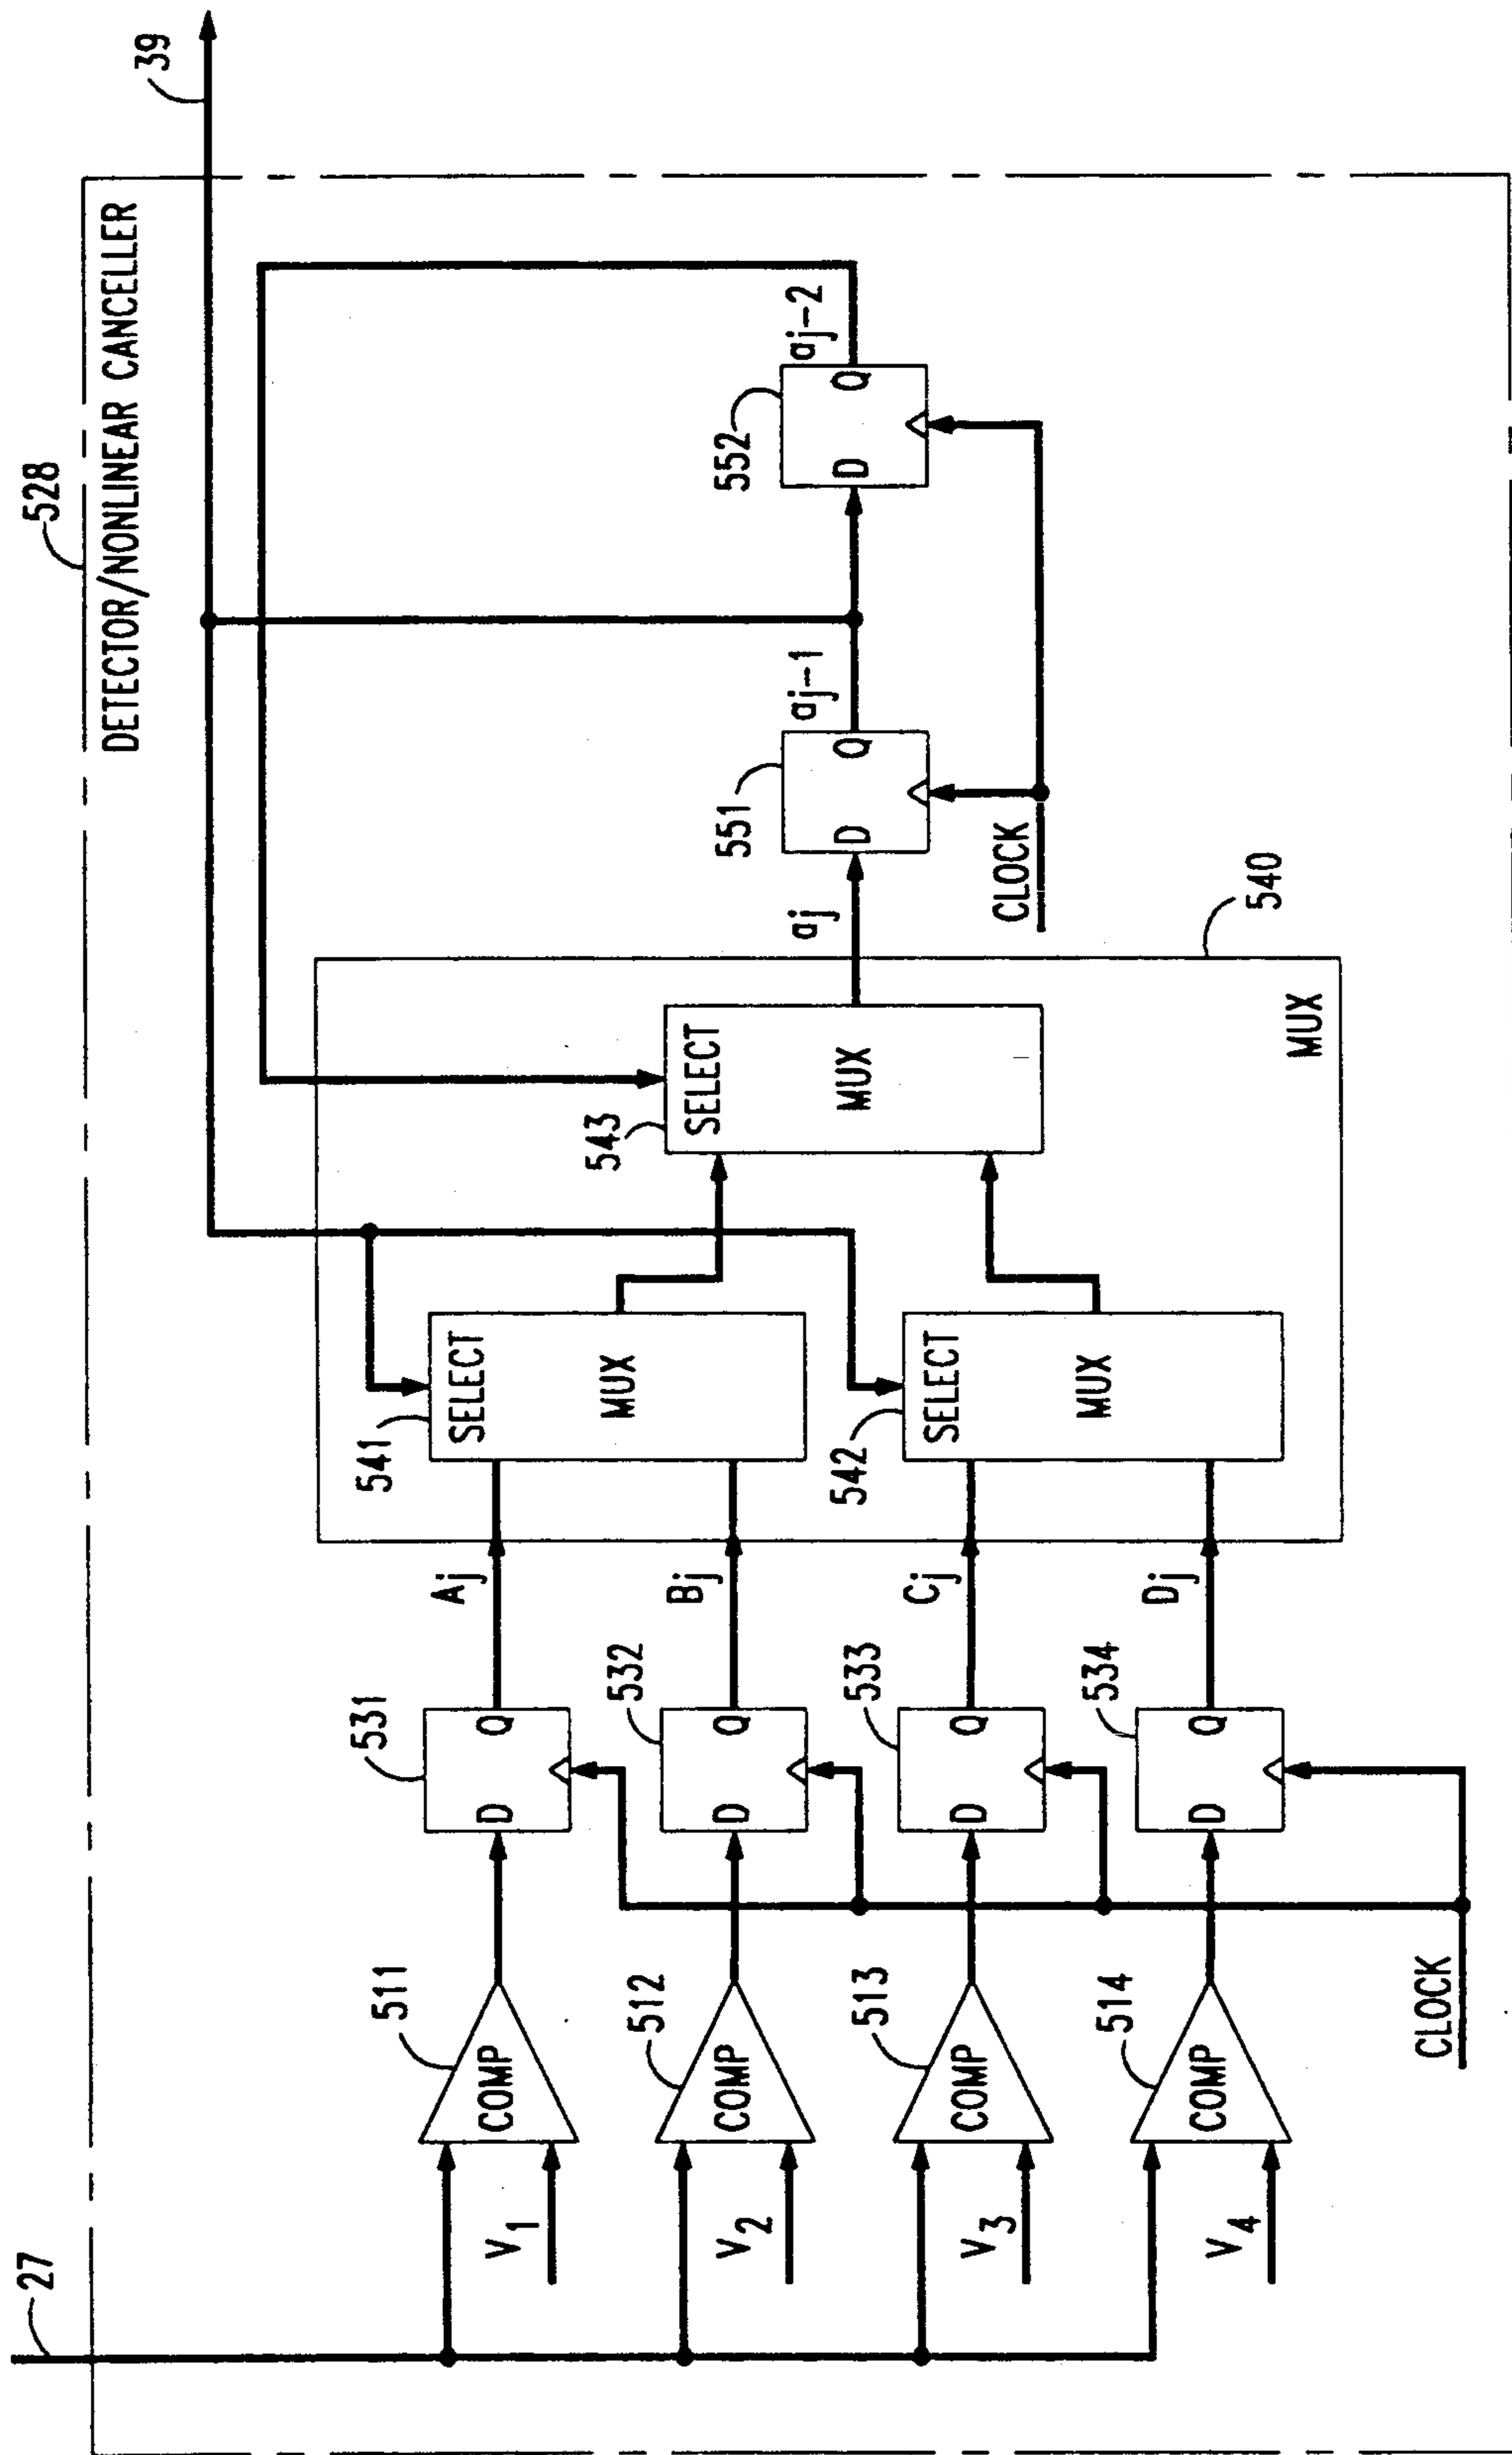 528
DETECTOR/NONLINEAR CANCELLER
27
39
V1
V2
V3
V4
COMP
511
COMP
512
COMP
513
COMP
514
CLOCK
D
Q
531
D
Q
532
D
Q
533
D
Q
534
Aj
Bj
Cj
Dj
541
SELECT
MUX
542
SELECT
MUX
543
SELECT
MUX
MUX
540
aj
CLOCK
551
D
Q
aj-1
552
D
Q
aj-2